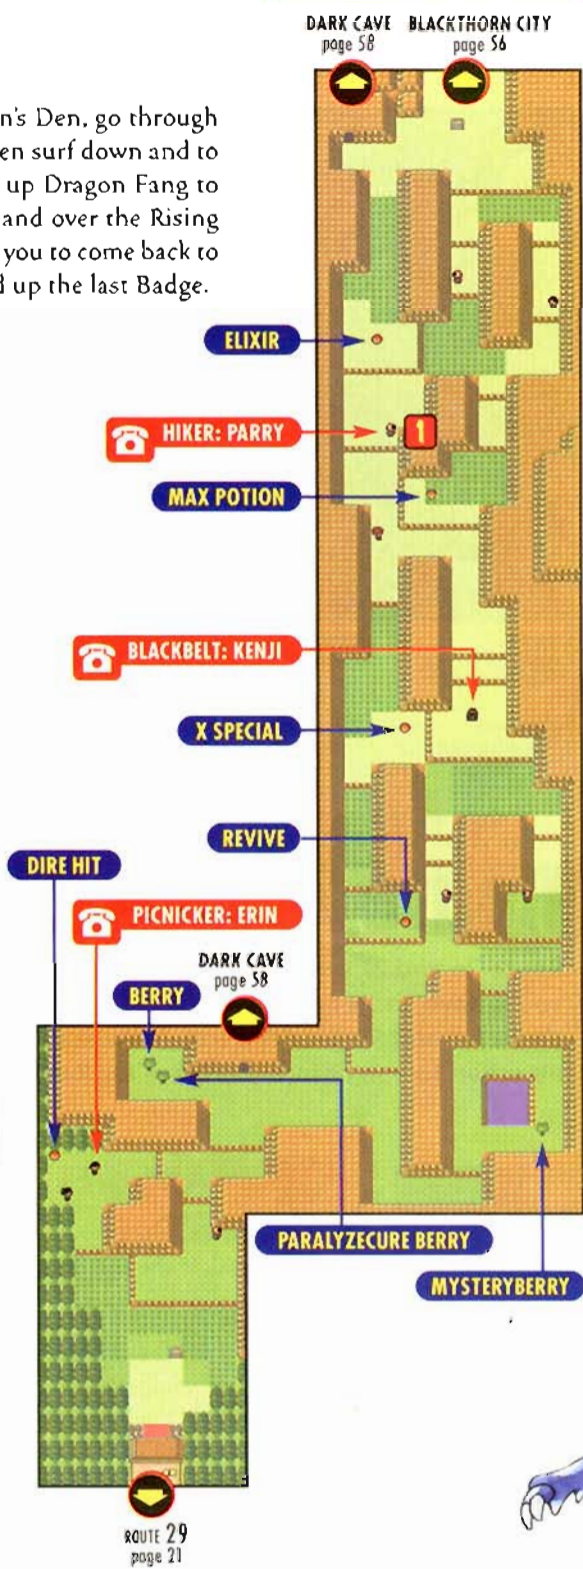 DARK CAVE
page 58
BLACKTHORN CITY
page 56
n's Den, go through
en surf down and to
up Dragon Fang to
and over the Rising
you to come back to
d up the last Badge.
ELIXIR
HIKER: PARRY
1
MAX POTION
BLACKBELT: KENJI
X SPECIAL
REVIVE
DIRE HIT
PICNICKER: ERIN
DARK CAVE
page 58
BERRY
PARALYZECURE BERRY
MYSTERYBERRY
ROUTE 29
page 21